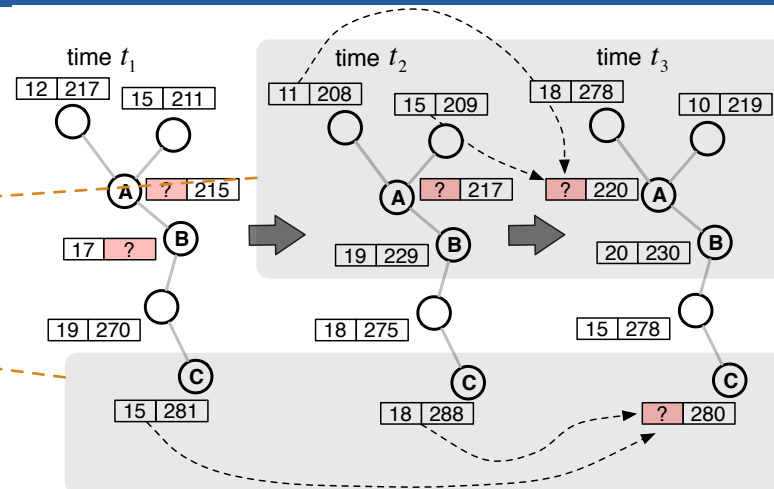 time t1
time t2
time t3
12 217
15 211
11 208
15 209
18 278
10 219
A
? 215
A
? 217
? 220
A
17 ?
B
19 229
B
20 230
B
19 270
18 275
15 278
C
C
C
15 281
18 288
? 280